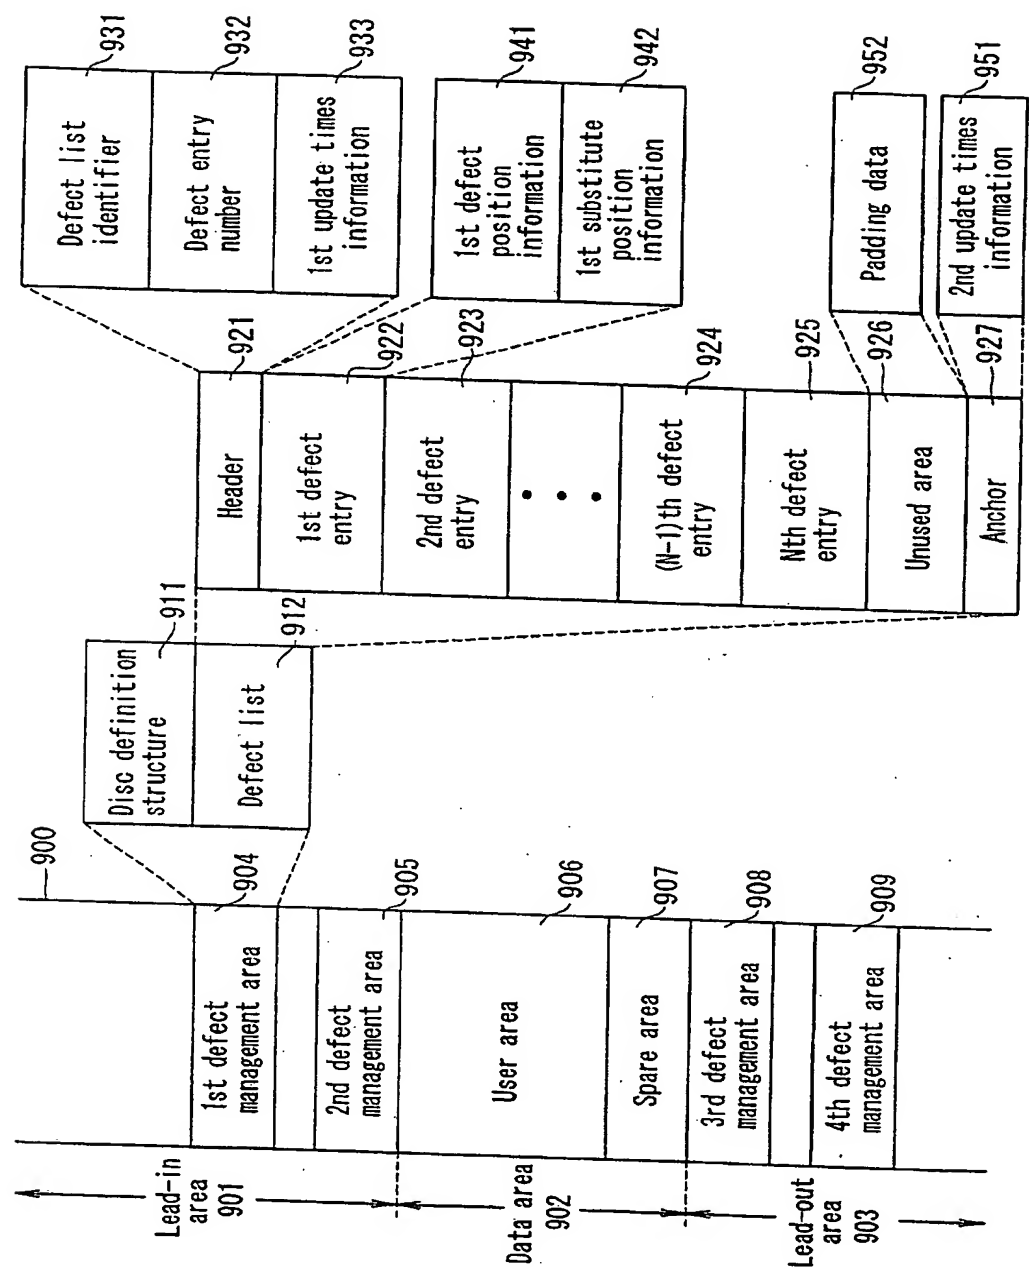 900
Lead-in
area
901
Data area
902
Lead-out
area
903
1st defect
management area
904
2nd defect
management area
905
User area
906
Spare area
907
3rd defect
management area
908
4th defect
management area
909
Disc definition
structure
911
Defect list
912
Header
921
1st defect
entry
922
2nd defect
entry
923
(N-1)th defect
entry
924
Nth defect
entry
925
Unused area
926
Anchor
927
Defect list
identifier
931
Defect entry
number
932
1st update times
information
933
1st defect
position
information
941
1st substitute
position
information
942
Padding data
952
2nd update times
information
951